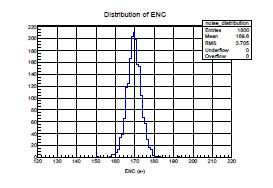 Distribution of ENC
noise_distribution
Entries 1800
Mean 169.6
RMS 3.705
Underflow 0
Overflow 0
220
200
180
160
140
120
100
80
60
40
20
0
120 130 140 150 160 170 180 190 200 210 220
ENC (e-)